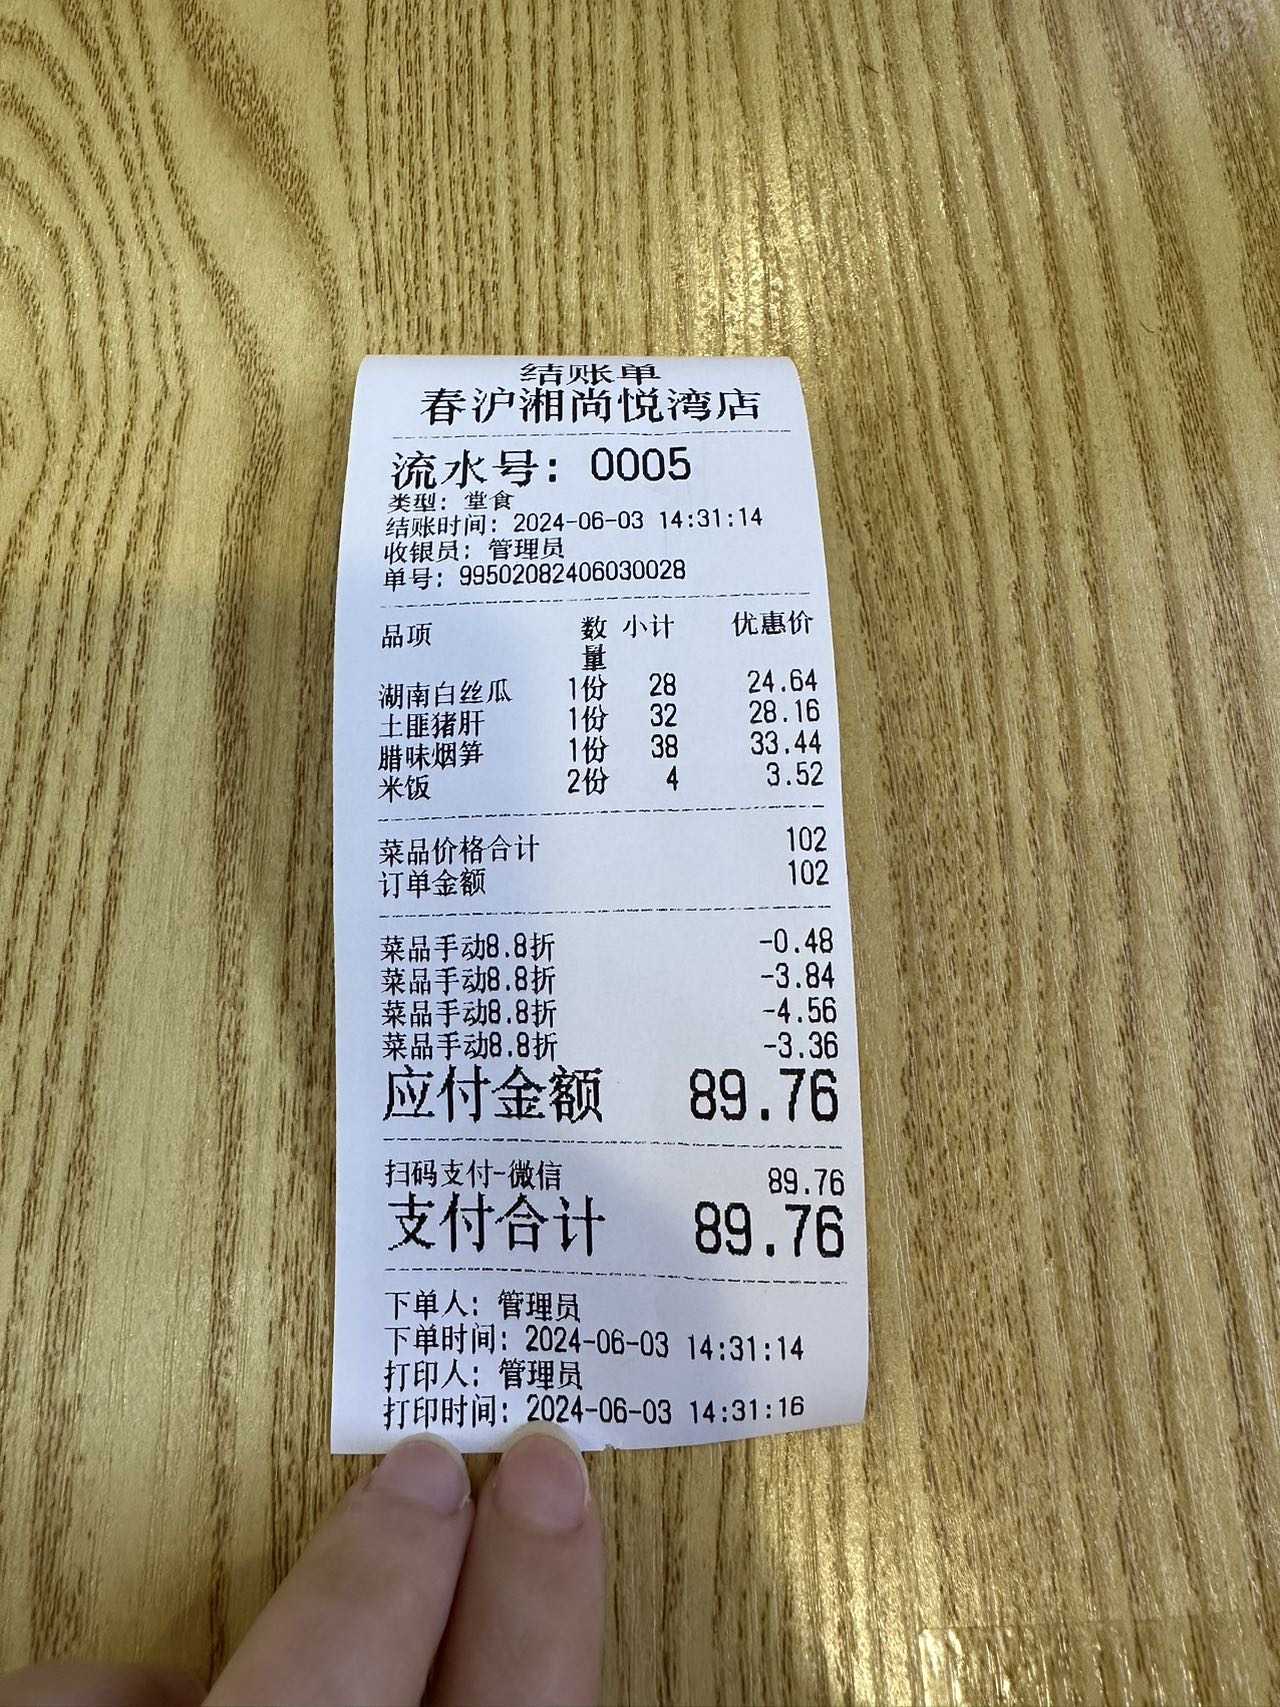 结账单
春沪湘尚悦湾店
流水号: 0005
类型: 堂食
结账时间: 2024-06-03 14:31:14
收银员: 管理员
单号: 99502082406030028
品项 数量 小计 优惠价
湖南白丝瓜 1份 28 24.64
土匪猪肝 1份 32 28.16
腊味烟笋 1份 38 33.44
米饭 2份 4 3.52
菜品价格合计 102
订单金额 102
菜品手动8.8折 -0.48
菜品手动8.8折 -3.84
菜品手动8.8折 -4.56
菜品手动8.8折 -3.36
应付金额 89.76
扫码支付-微信 89.76
支付合计 89.76
下单人: 管理员
下单时间: 2024-06-03 14:31:14
打印人: 管理员
打印时间: 2024-06-03 14:31:16